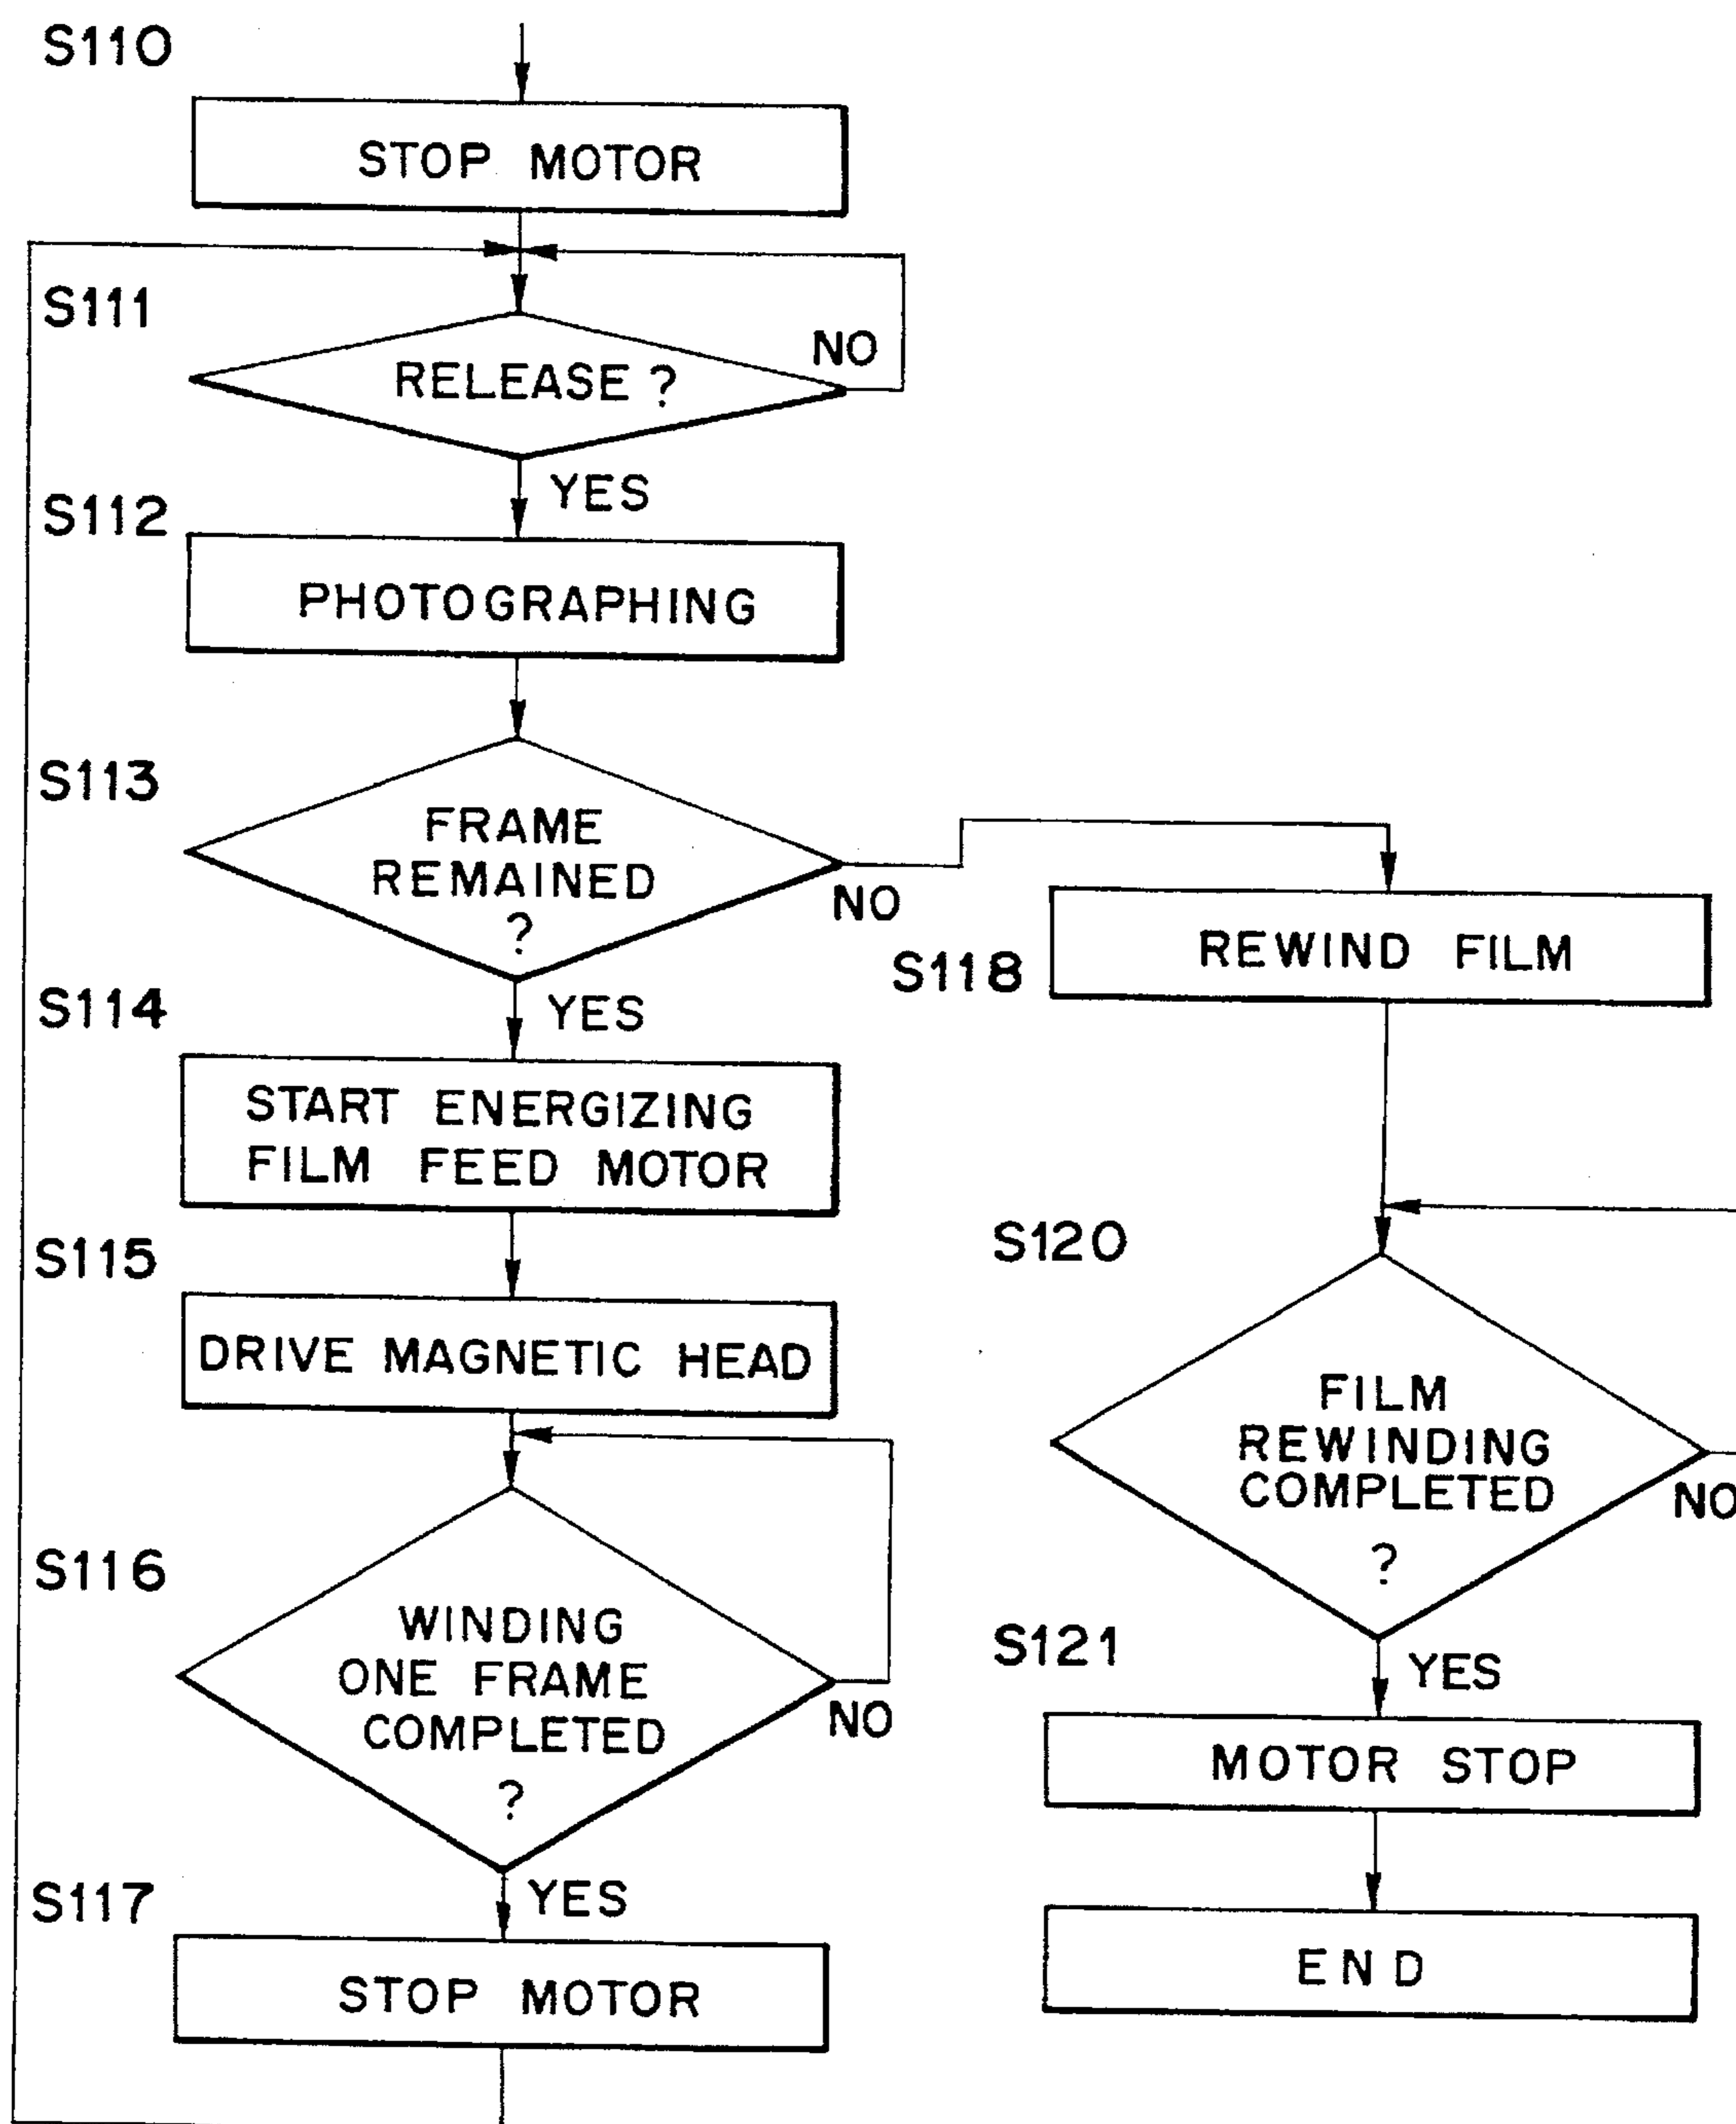 S110
STOP MOTOR
S111
RELEASE ?
NO
YES
S112
PHOTOGRAPHING
S113
FRAME
REMAINED
?
NO
YES
S114
START ENERGIZING
FILM FEED MOTOR
S115
DRIVE MAGNETIC HEAD
S116
WINDING
ONE FRAME
COMPLETED
?
NO
YES
S117
STOP MOTOR
S118
REWIND FILM
S120
FILM
REWINDING
COMPLETED
?
NO
YES
S121
MOTOR STOP
END